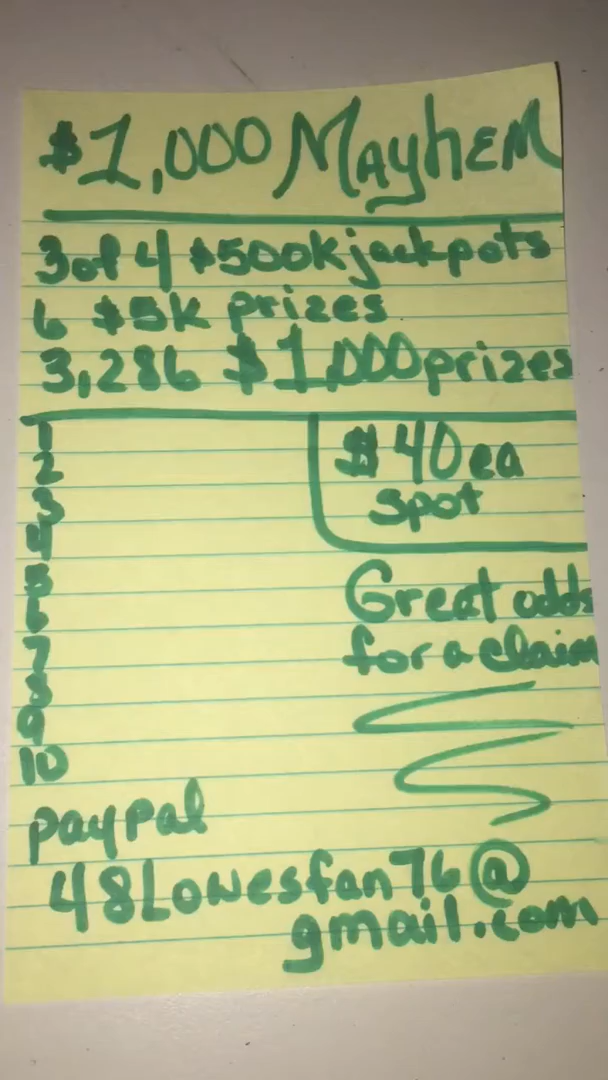 $1,000 MayhEM
3 of 4 $500k jackpots
6 $5k prizes
3,286 $1,000 prizes
1
2
3
4
5
6
7
8
9
10
$40 ea
spot
Great odds
for a claim
paypal
48Lowesfan76@
gmail.com